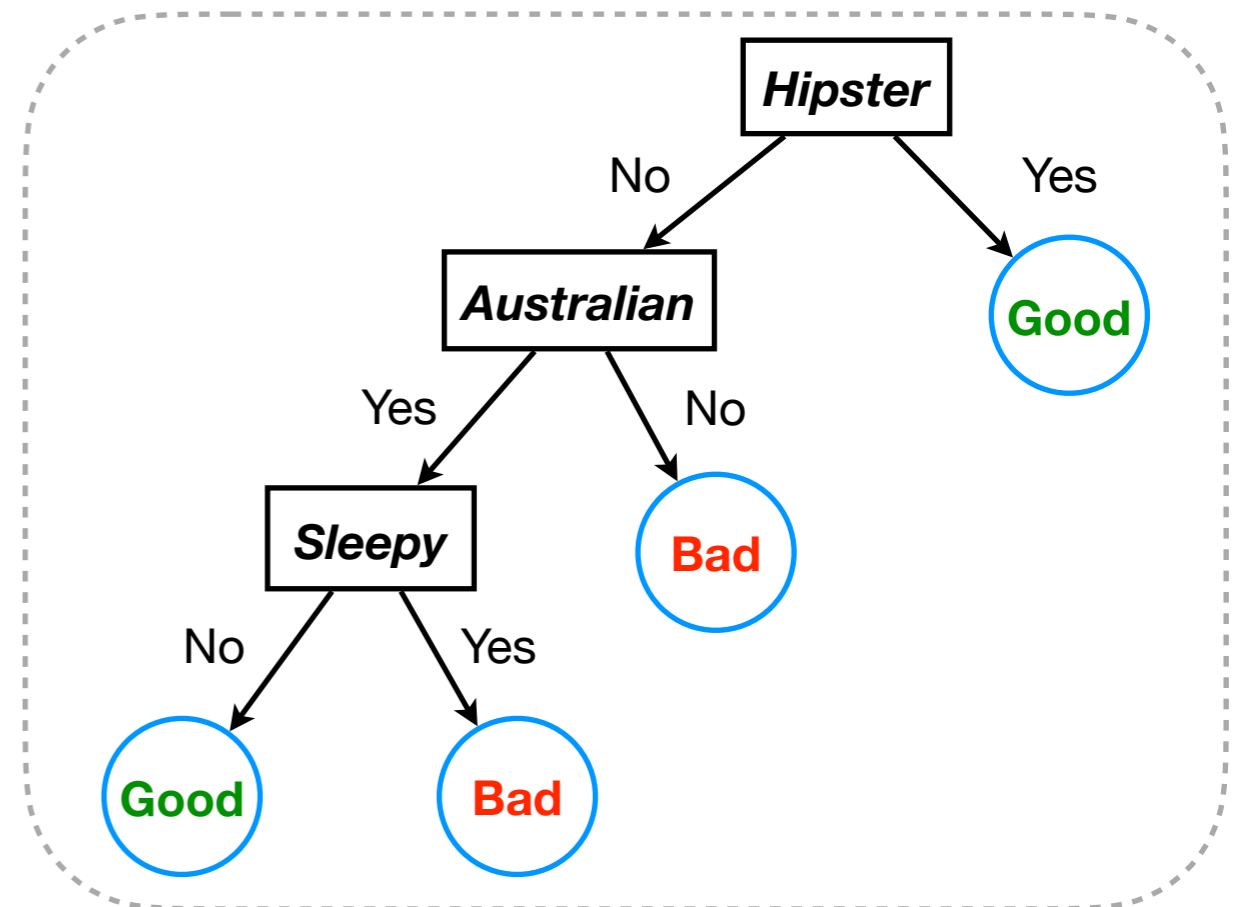 Hipster
No
Yes
Australian
Good
Yes
No
Sleepy
Bad
No
Yes
Good
Bad